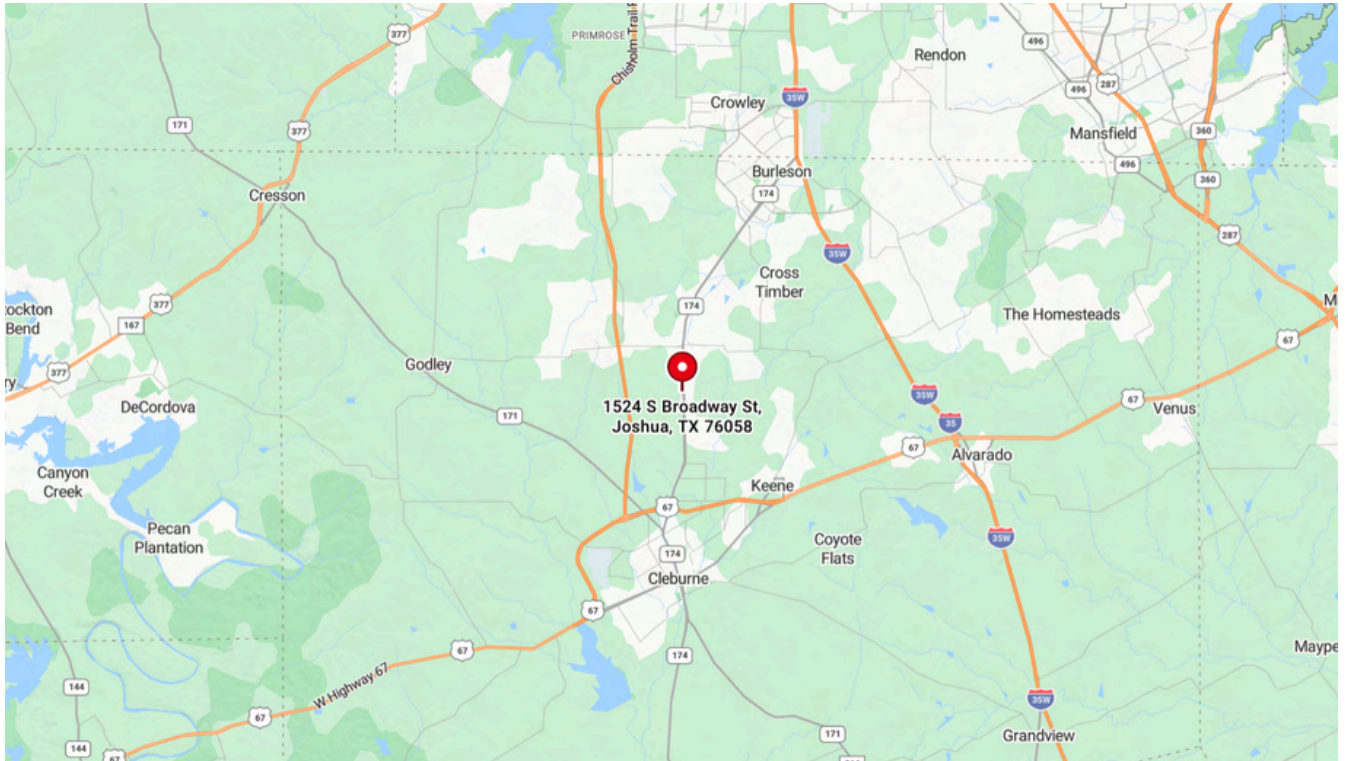 377
PRIMROSE
Chisholm Trail P
496
Rendon
287
496
Crowley
35W
360
171
377
Mansfield
496
Burleson
360
Cresson
174
287
35W
Cross
Timber
377
174
ockton
Bend
167
The Homesteads
M
67
Godley
377
ry
35W
67
DeCordova
1524 S Broadway St,
Joshua, TX 76058
171
Venus
35
67
Alvarado
Canyon
Creek
Keene
67
Pecan
Plantation
35W
Coyote
Flats
174
Cleburne
67
67
Maype
174
W Highway 67
144
35W
67
171
Grandview
144
67